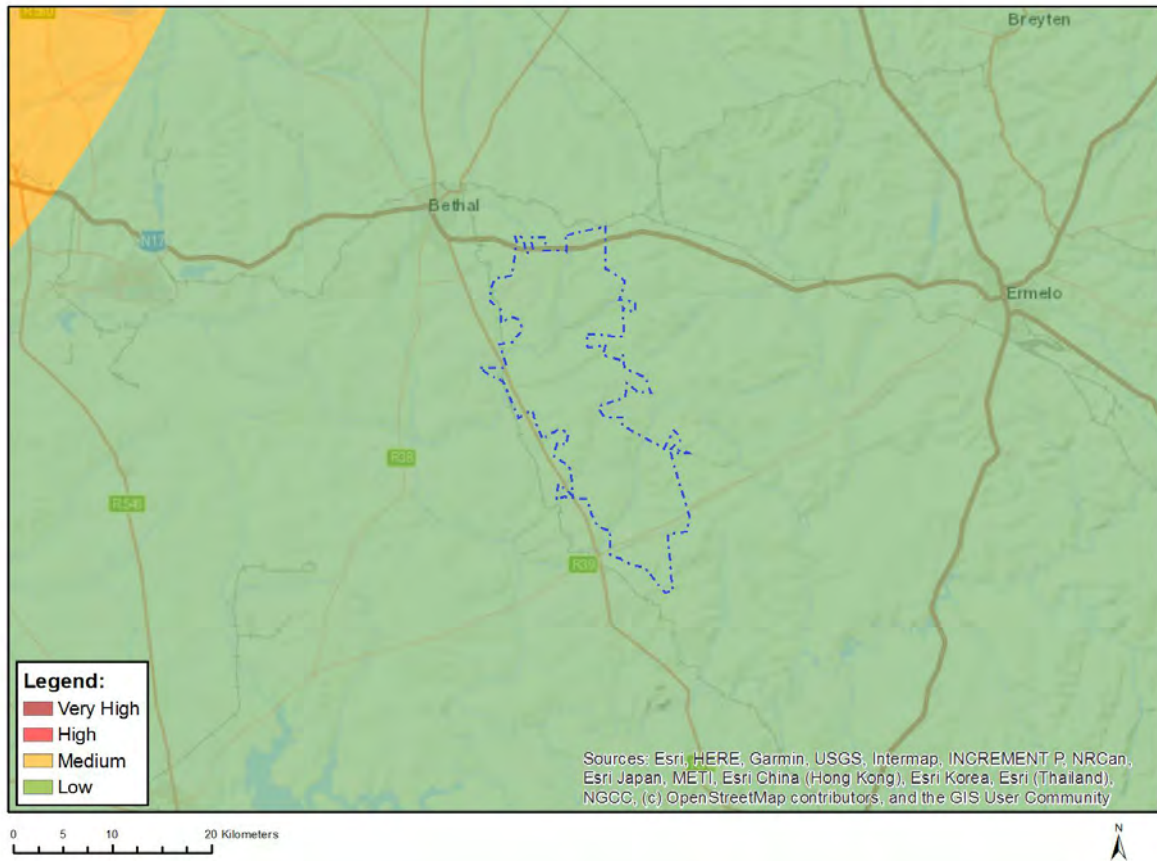 Breyten
Bethal
N17
Ermelo
R38
R39
Legend:
Very High
High
Medium
Low
Sources: Esri, HERE, Garmin, USGS, Intermap, INCREMENT P, NRCan,
Esri Japan, METI, Esri China (Hong Kong), Esri Korea, Esri (Thailand),
NGCC, (c) OpenStreetMap contributors, and the GIS User Community
0 5 10 20 Kilometers
N